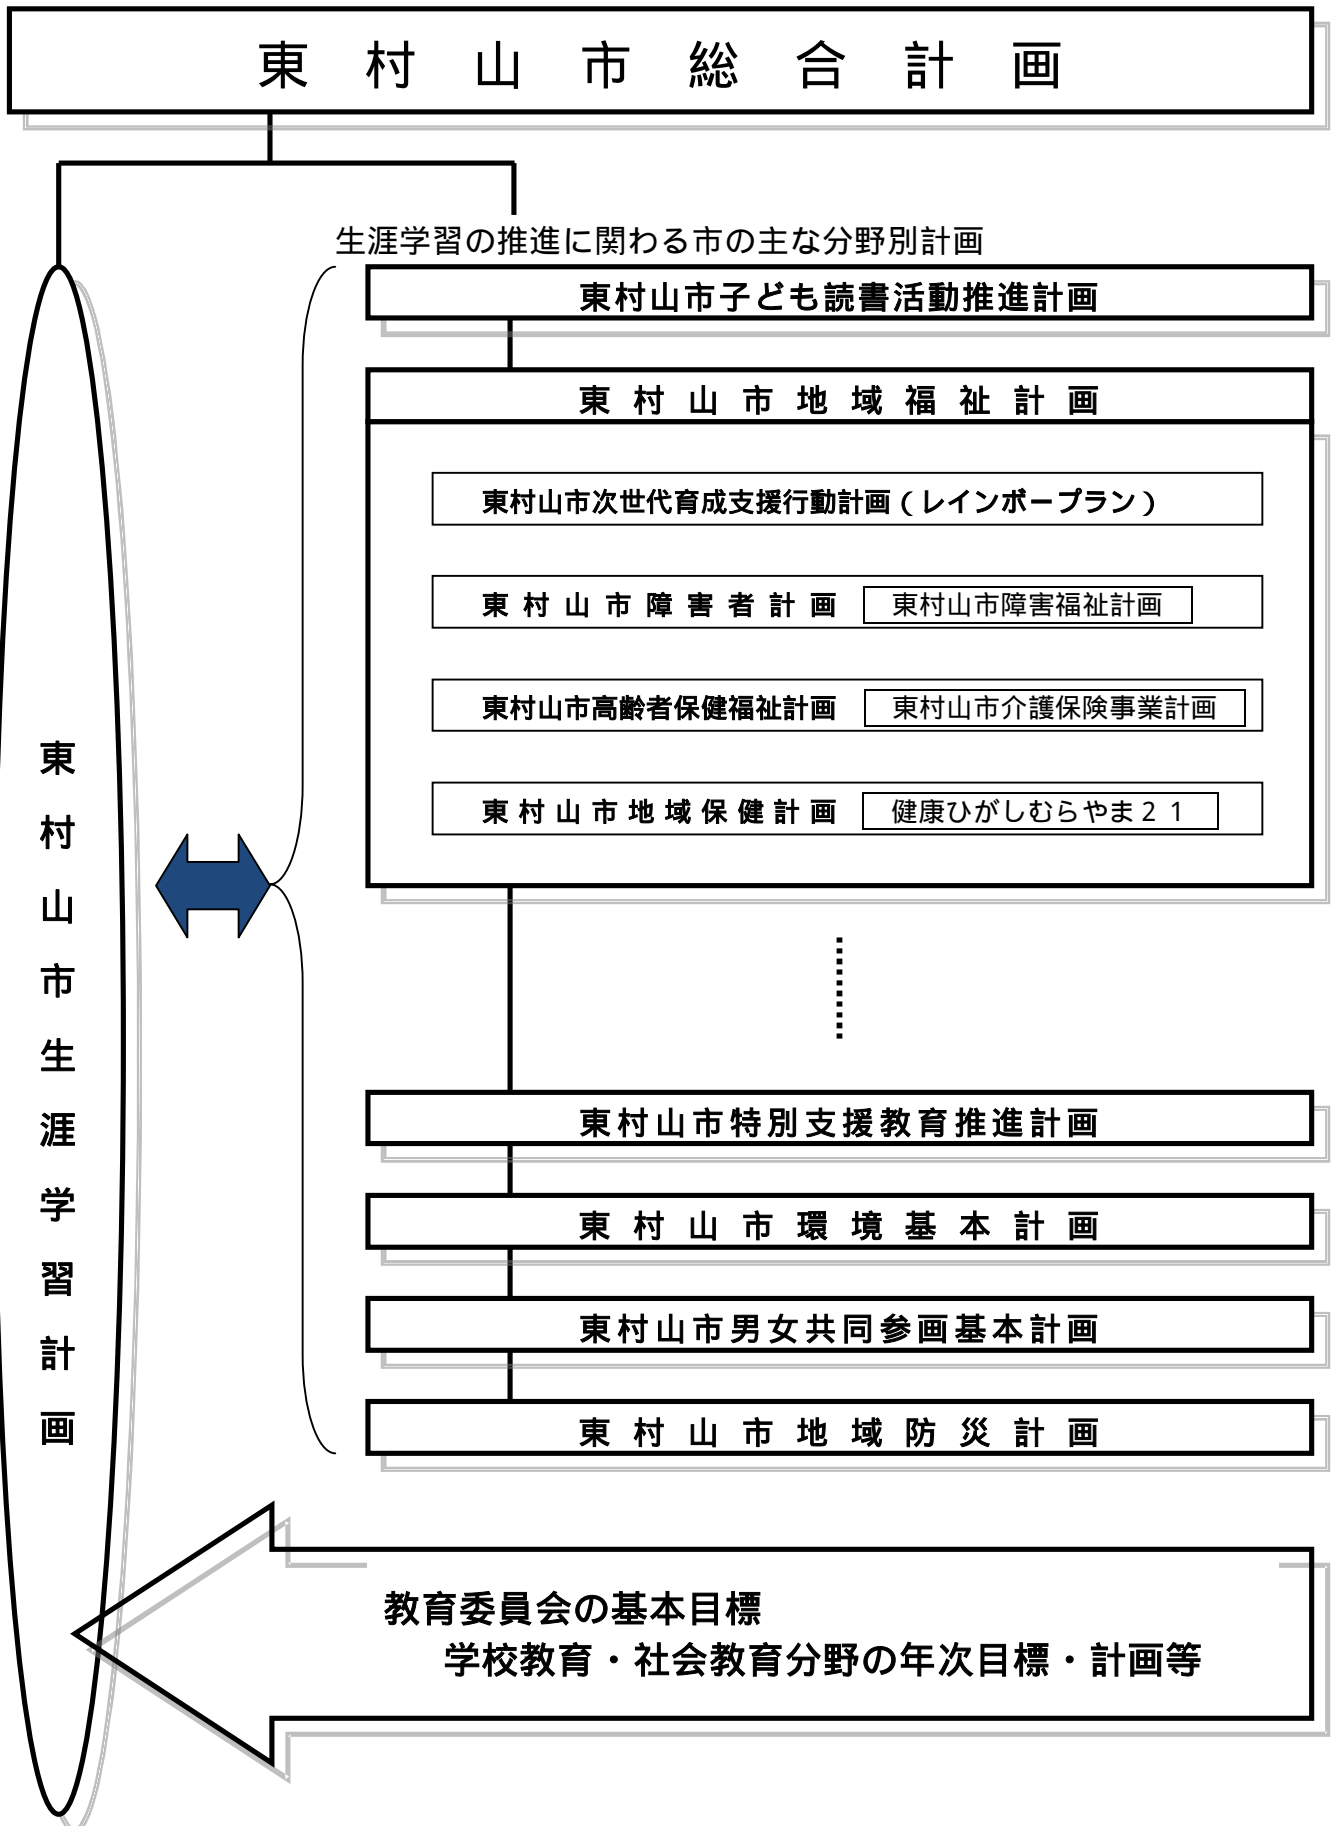 東村山市総合計画
生涯学習の推進に関わる市の主な分野別計画
東村山市子ども読書活動推進計画
東村山市地域福祉計画
東村山市次世代育成支援行動計画（レインボープラン）
東村山市障害者計画 東村山市障害福祉計画
東村山市高齢者保健福祉計画 東村山市介護保険事業計画
東村山市地域保健計画 健康ひがしむらやま２１
東村山市生涯学習計画
東村山市特別支援教育推進計画
東村山市環境基本計画
東村山市男女共同参画基本計画
東村山市地域防災計画
教育委員会の基本目標
学校教育・社会教育分野の年次目標・計画等